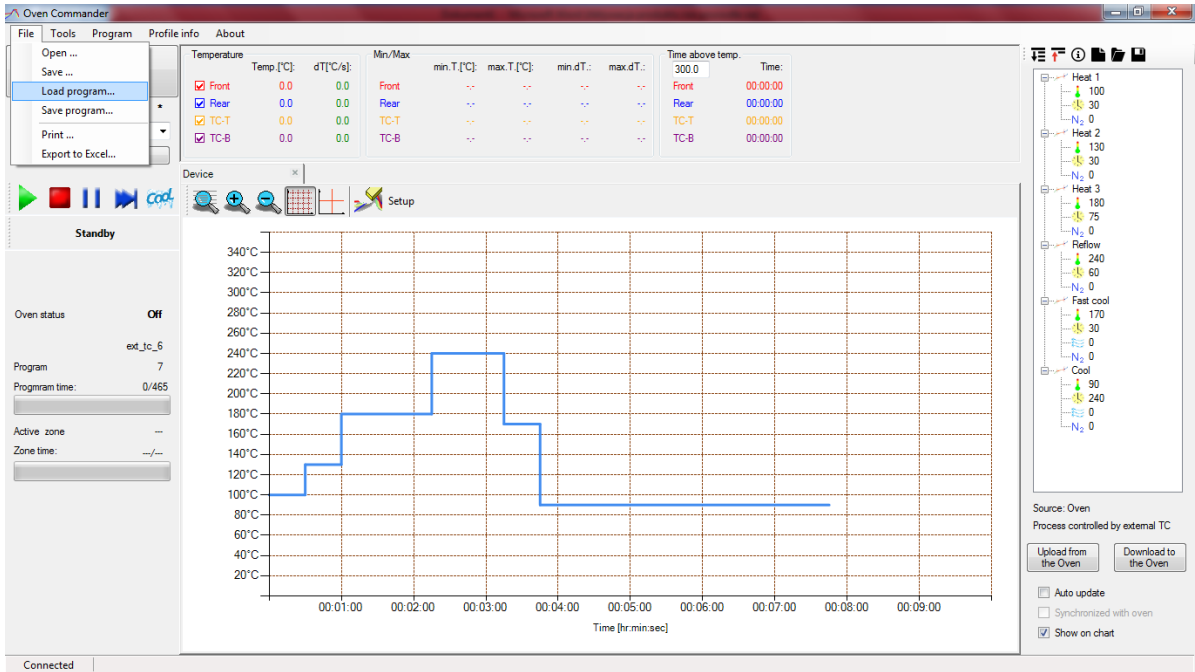 Oven Commander
File Tools Program Profile info About
Open ...
Save ...
Load program...
Save program...
Print ...
Export to Excel...
*
Temperature
Temp.[°C]: dT[°C/s]:
Front 0.0 0.0
Rear 0.0 0.0
TC-T 0.0 0.0
TC-B 0.0 0.0
Min/Max
min.T.[°C]: max.T.[°C]: min.dT.: max.dT.:
Front -.- -.- -.- -.-
Rear -.- -.- -.- -.-
TC-T -.- -.- -.- -.-
TC-B -.- -.- -.- -.-
Time above temp.
300.0 Time:
Front 00:00:00
Rear 00:00:00
TC-T 00:00:00
TC-B 00:00:00
cool
Standby
Oven status Off
ext_tc_6
Program 7
Progmram time: 0/465
Active zone ---
Zone time: ---/---
Device
Setup
340°C
320°C
300°C
280°C
260°C
240°C
220°C
200°C
180°C
160°C
140°C
120°C
100°C
80°C
60°C
40°C
20°C
00:01:00 00:02:00 00:03:00 00:04:00 00:05:00 00:06:00 00:07:00 00:08:00 00:09:00
Time [hr:min:sec]
Heat 1
100
30
N₂ 0
Heat 2
130
30
N₂ 0
Heat 3
180
75
N₂ 0
Reflow
240
60
N₂ 0
Fast cool
170
30
0
N₂ 0
Cool
90
240
0
N₂ 0
Source: Oven
Process controlled by external TC
Upload from
the Oven
Download to
the Oven
Auto update
Synchronized with oven
Show on chart
Connected